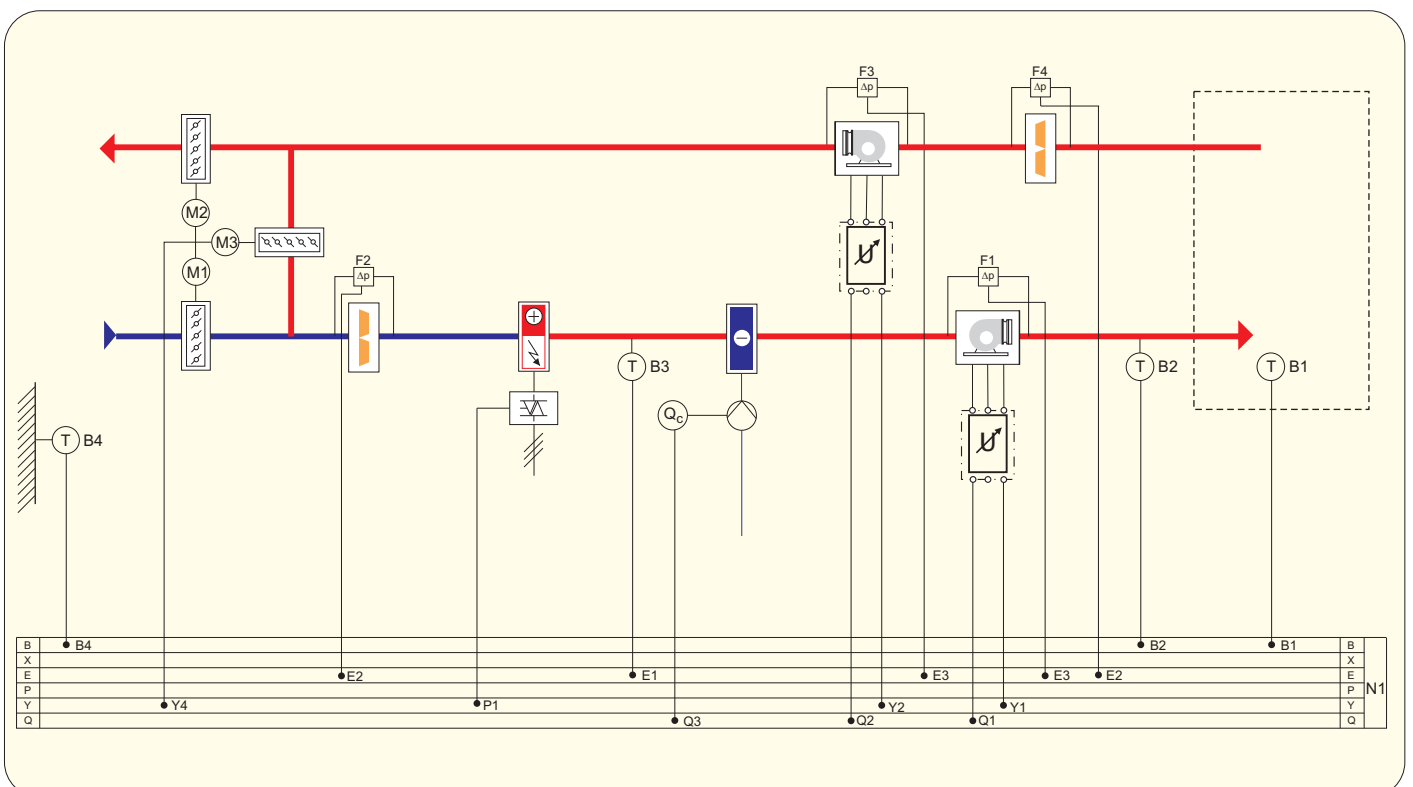 F3
F4
Δp
Δp
M2
M3
M1
F2
Δp
F1
Δp
U
+
−
T
B3
T
B2
T
B1
Qc
U
T
B4
B
B4
B2
B1
B
X
X
E
E2
E1
E3
E3
E2
E
P
P
N1
Y
Y4
P1
Y2
Y1
Y
Q
Q3
Q2
Q1
Q